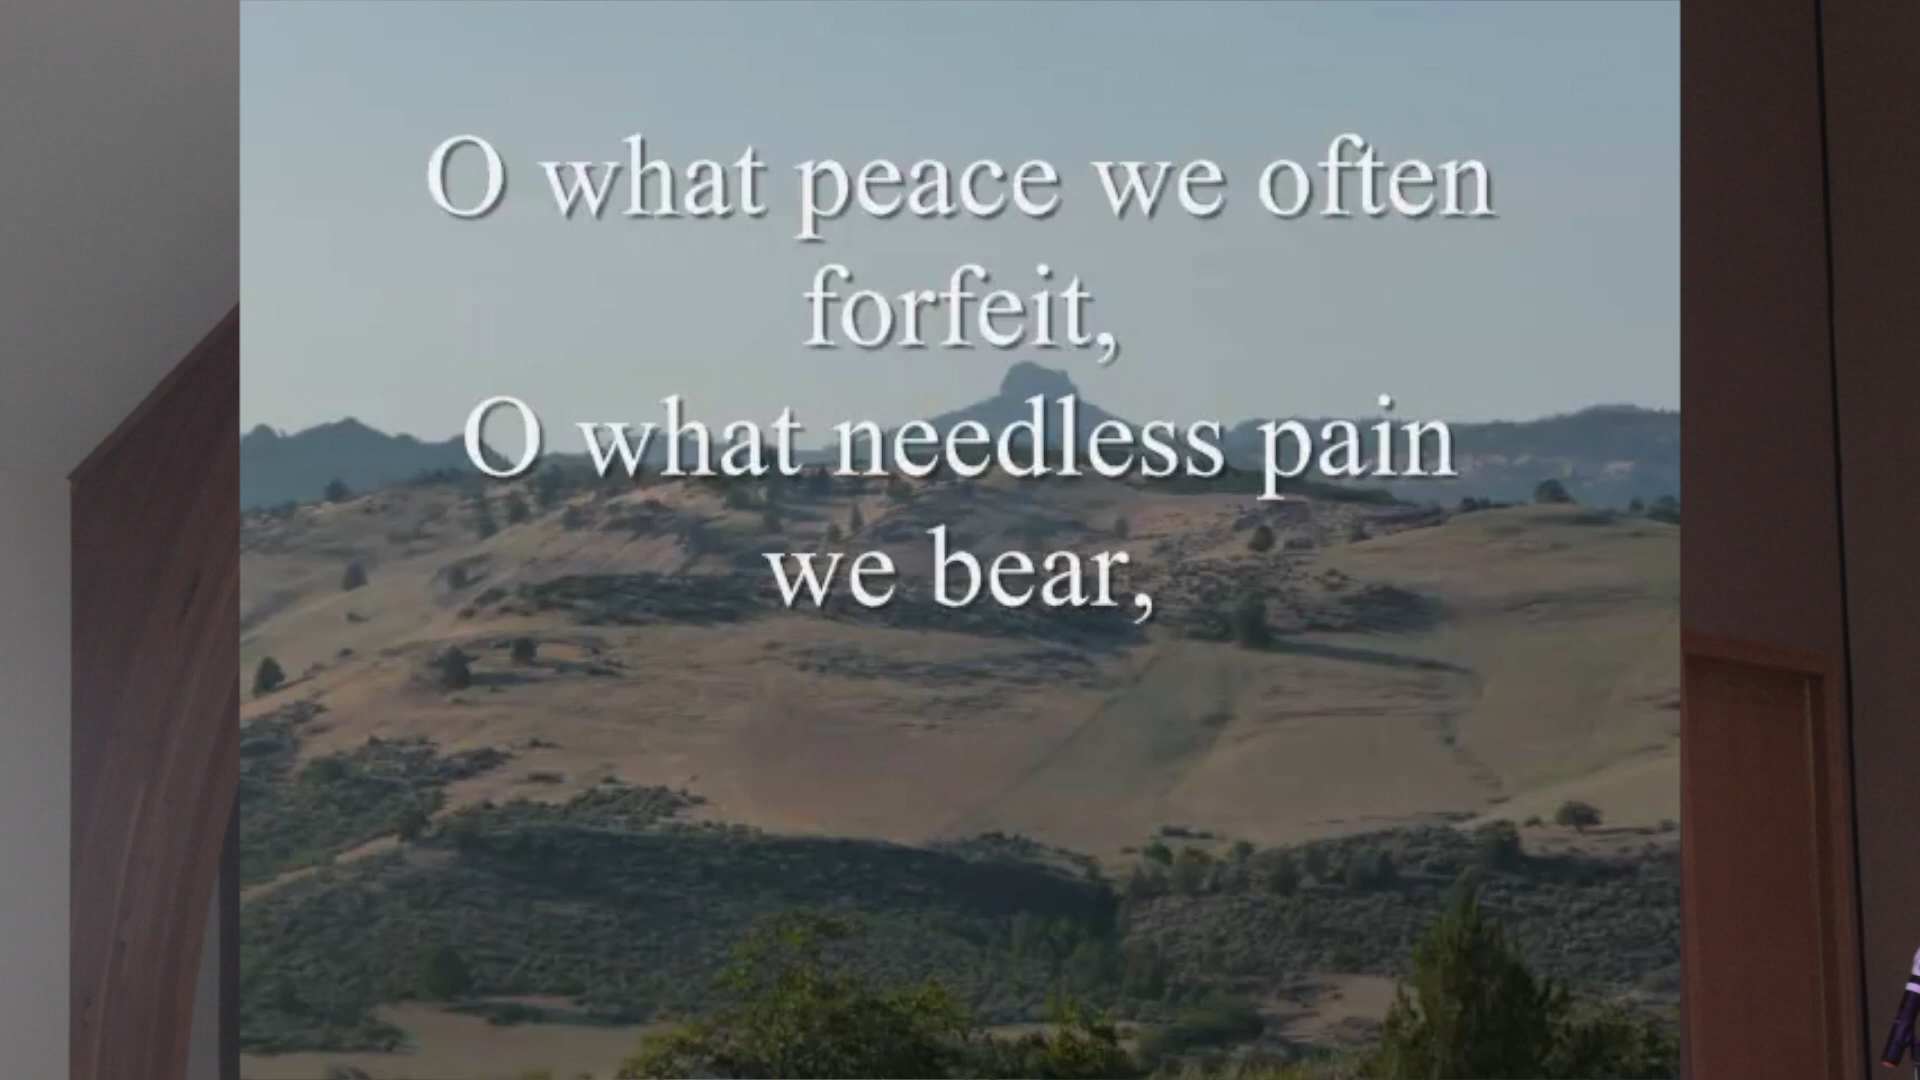 O what peace we often
forfeit,
O what needless pain
we bear,